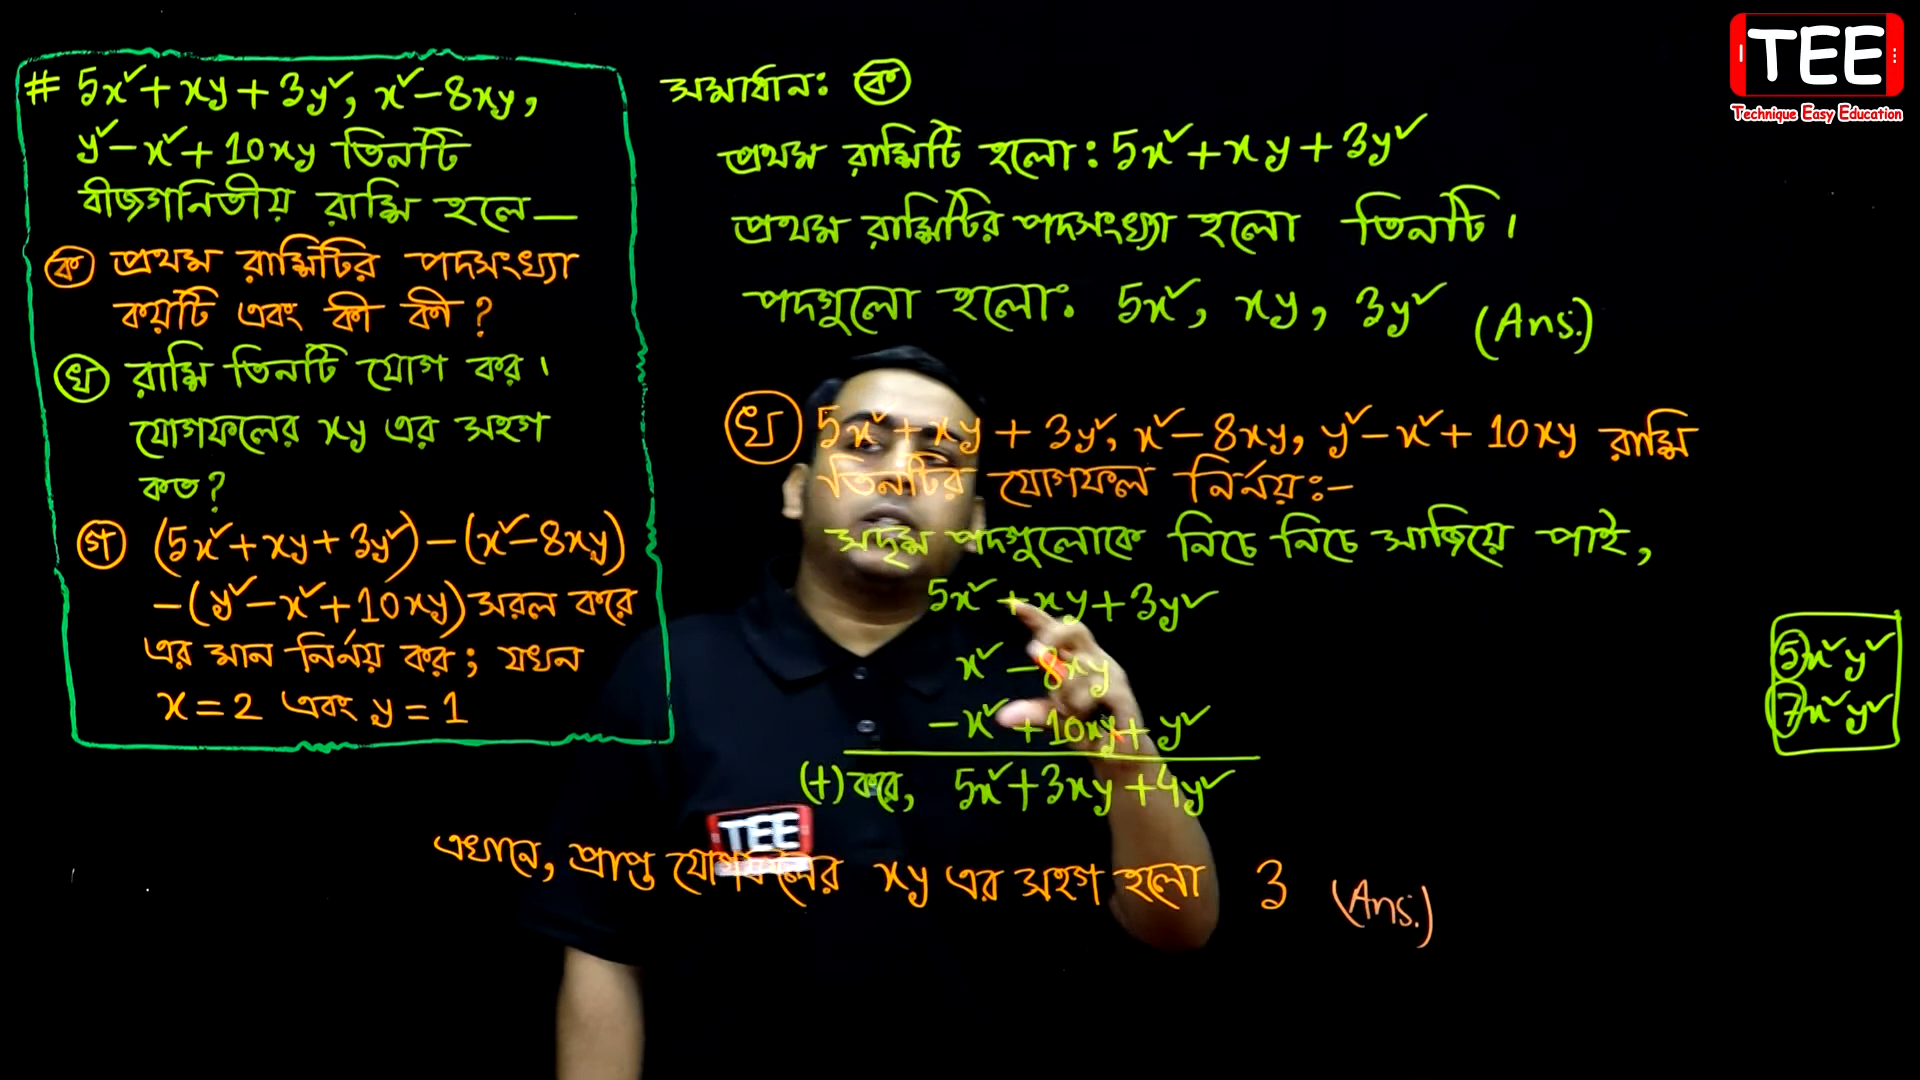 # 5x²+xy+3y², x²-8xy,
y²-x²+10xy তিনটি
বীজগনিতীয় রাশি হলে—
ক প্রথম রাশিটির পদসংখ্যা
কয়টি এবং কী কী?
খ রাশি তিনটি যোগ কর।
যোগফলের xy এর সহগ
কত?
গ (5x²+xy+3y²)-(x²-8xy)
-(y²-x²+10xy) সরল করে
এর মান নির্নয় কর; যখন
x=2 এবং y=1
সমাধান: ক
প্রথম রাশিটি হলো: 5x²+xy+3y²
প্রথম রাশিটির পদসংখ্যা হলো তিনটি।
পদগুলো হলো: 5x², xy, 3y² (Ans.)
খ 5x²+xy+3y², x²-8xy, y²-x²+10xy রাশি
তিনটির যোগফল নির্নয়:-
সদৃশ পদগুলোকে নিচে নিচে সাজিয়ে পাই,
5x²+xy+3y²
x²-8xy
-x²+10xy+y²
(+) করে, 5x²+3xy+4y²
এখানে, প্রাপ্ত যোগফলের xy এর সহগ হলো 3 (Ans.)
5x²y²
7x²y²
TEE
Technique Easy Education
TEE